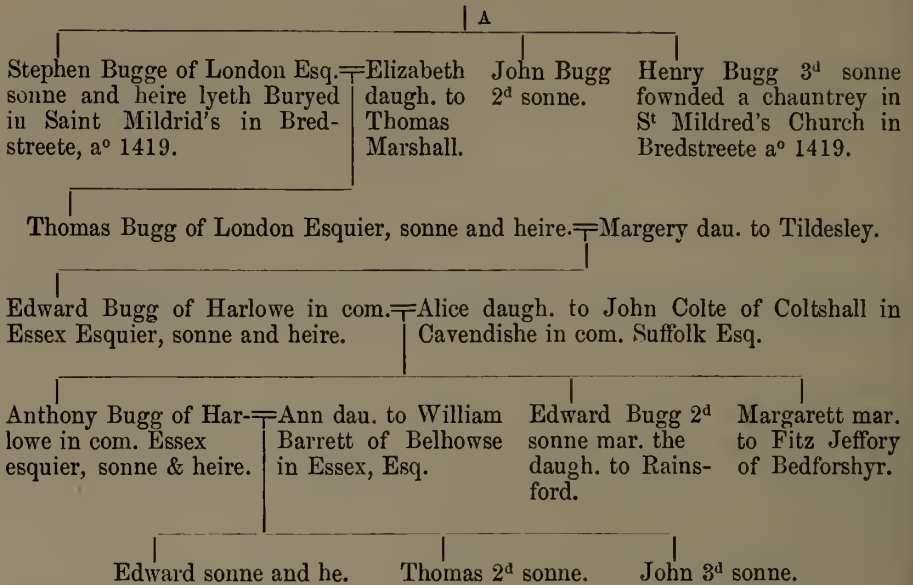 A
Stephen Bugge of London Esq.
sonne and heire lyeth Buryed
in Saint Mildrid's in Bred-
streete, aº 1419.
Elizabeth
daugh. to
Thomas
Marshall.
John Bugg
2ᵈ sonne.
Henry Bugg 3ᵈ sonne
fownded a chauntrey in
Sᵗ Mildred's Church in
Bredstreete aº 1419.
Thomas Bugg of London Esquier, sonne and heire.=Margery dau. to Tildesley.
Edward Bugg of Harlowe in com.
Essex Esquier, sonne and heire.
Alice daugh. to John Colte of Coltshall in
Cavendishe in com. Suffolk Esq.
Anthony Bugg of Har-
lowe in com. Essex
esquier, sonne & heire.
Ann dau. to William
Barrett of Belhowse
in Essex, Esq.
Edward Bugg 2ᵈ
sonne mar. the
daugh. to Rains-
ford.
Margarett mar.
to Fitz Jeffory
of Bedforshyr.
Edward sonne and he.
Thomas 2ᵈ sonne.
John 3ᵈ sonne.